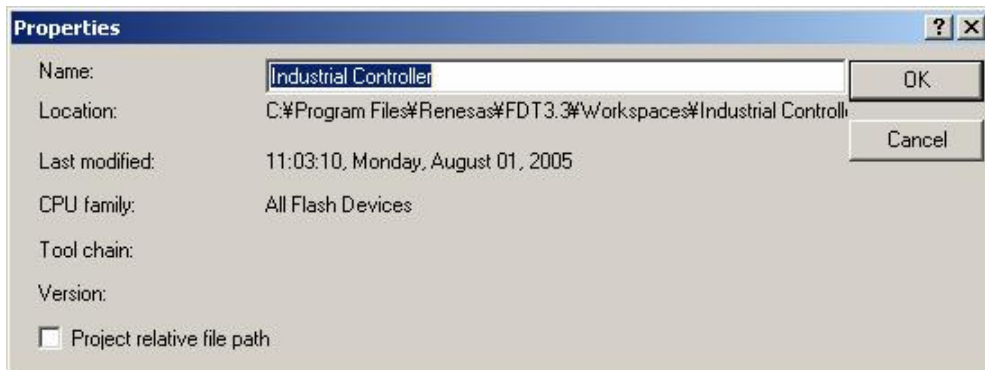 Properties
Name: Industrial Controller OK
Location: C:¥Program Files¥Renesas¥FDT3.3¥Workspaces¥Industrial
Cancel
Last modified: 11:03:10, Monday, August 01, 2005
CPU family: All Flash Devices
Tool chain:
Version:
Project relative file path